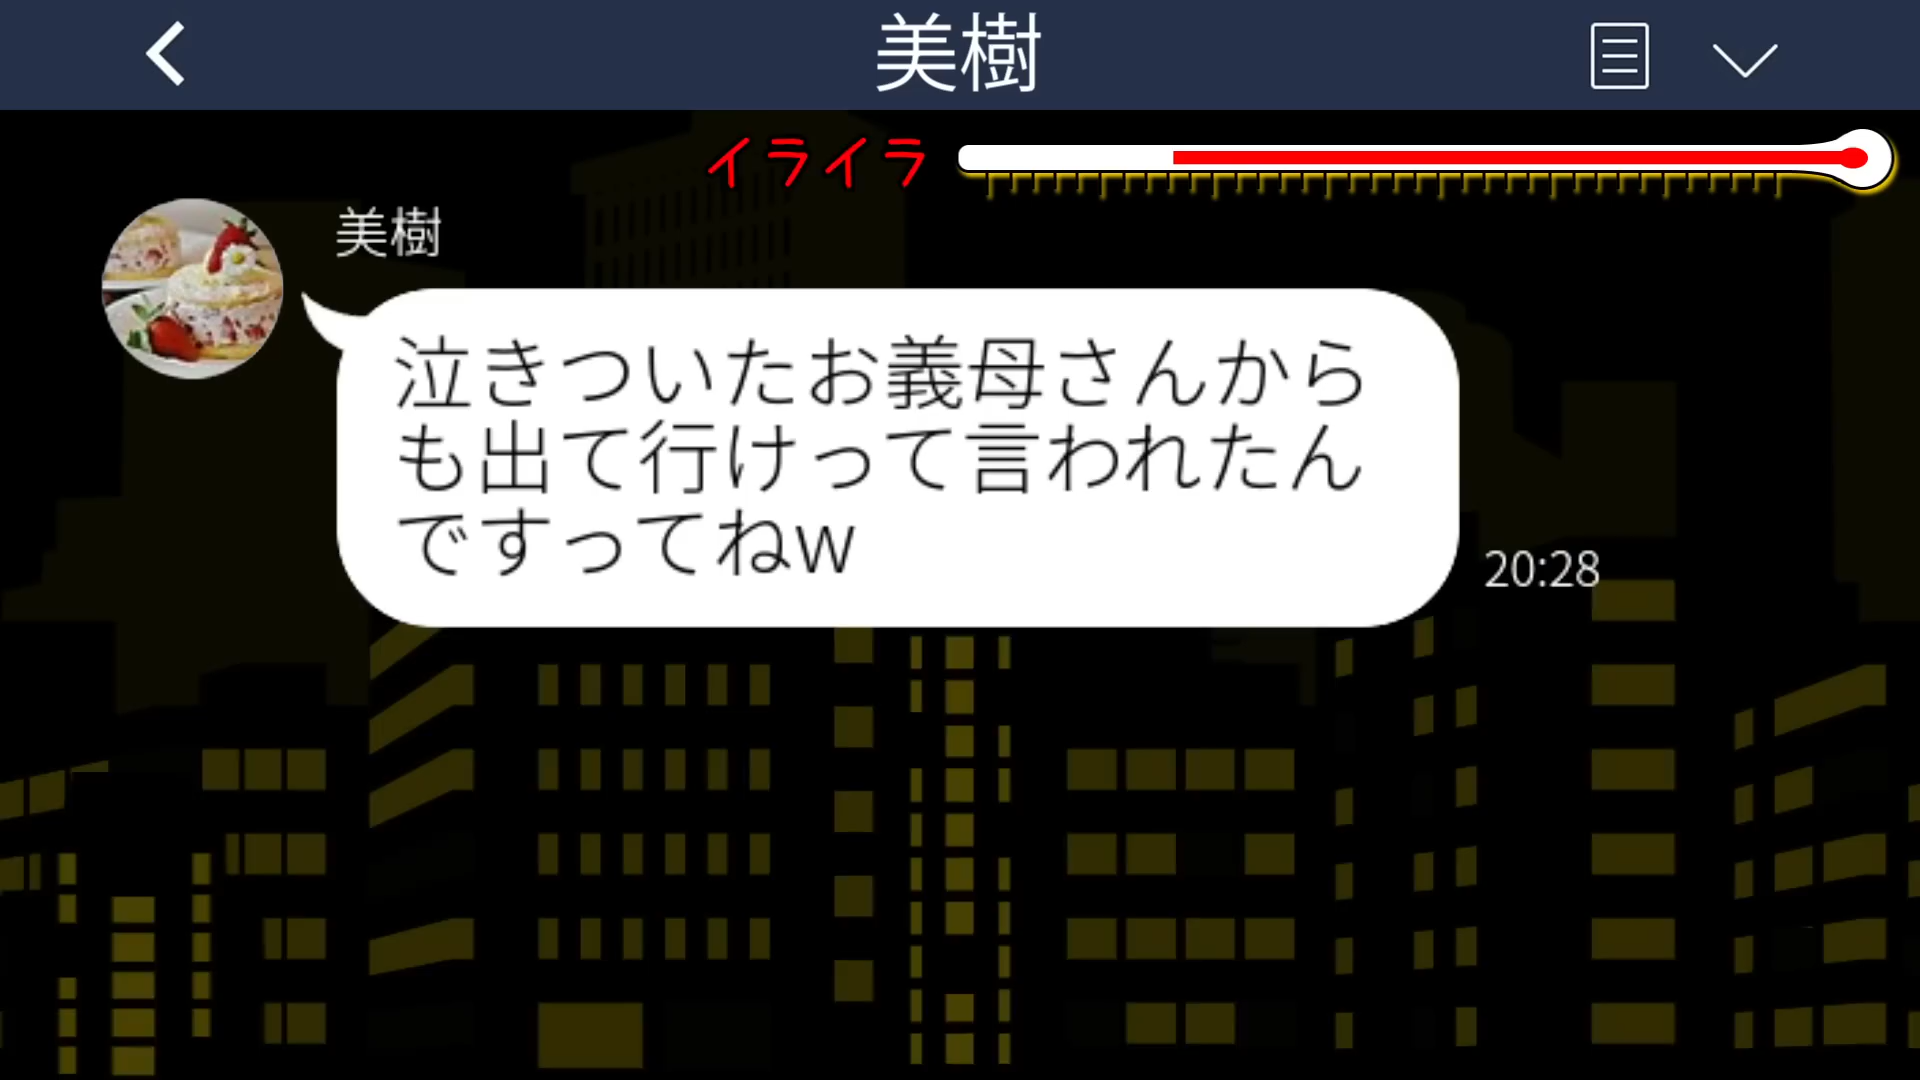 美樹
イライラ
美樹
泣きついたお義母さんから
も出て行けって言われたん
ですってねw
20:28